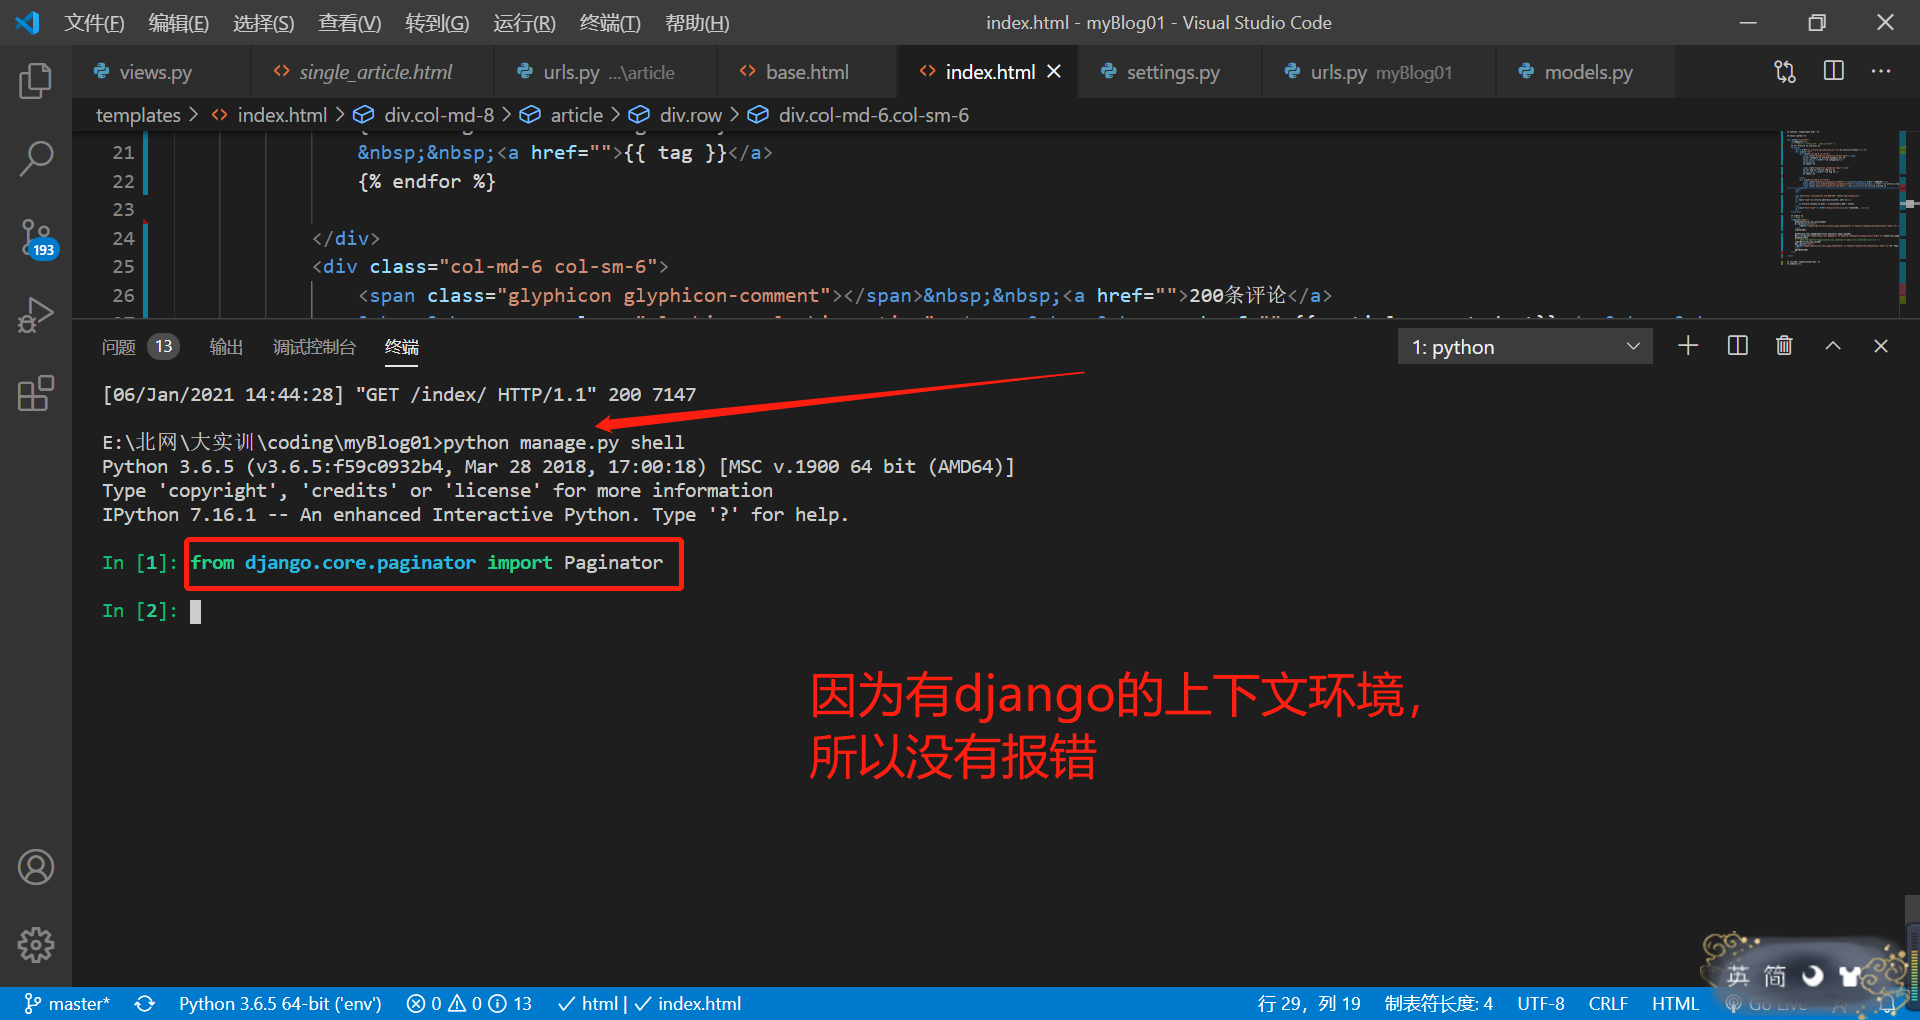 文件(F) 编辑(E) 选择(S) 查看(V) 转到(G) 运行(R) 终端(T) 帮助(H) index.html - myBlog01 - Visual Studio Code
views.py single_article.html urls.py ...\article base.html index.html settings.py urls.py myBlog01 models.py
templates > index.html > div.col-md-8 > article > div.row > div.col-md-6.col-sm-6
21 &nbsp;&nbsp;<a href="">{{ tag }}</a>
22 {% endfor %}
23
24 </div>
25 <div class="col-md-6 col-sm-6">
26 <span class="glyphicon glyphicon-comment"></span>&nbsp;&nbsp;<a href="">200条评论</a>
193
问题 13 输出 调试控制台 终端 1: python
[06/Jan/2021 14:44:28] "GET /index/ HTTP/1.1" 200 7147
E:\北网\大实训\coding\myBlog01>python manage.py shell
Python 3.6.5 (v3.6.5:f59c0932b4, Mar 28 2018, 17:00:18) [MSC v.1900 64 bit (AMD64)]
Type 'copyright', 'credits' or 'license' for more information
IPython 7.16.1 -- An enhanced Interactive Python. Type '?' for help.
In [1]: from django.core.paginator import Paginator
In [2]:
因为有django的上下文环境，
所以没有报错
英 简
master* Python 3.6.5 64-bit ('env') 0 0 13 html | index.html 行 29，列 19 制表符长度: 4 UTF-8 CRLF HTML Go Live